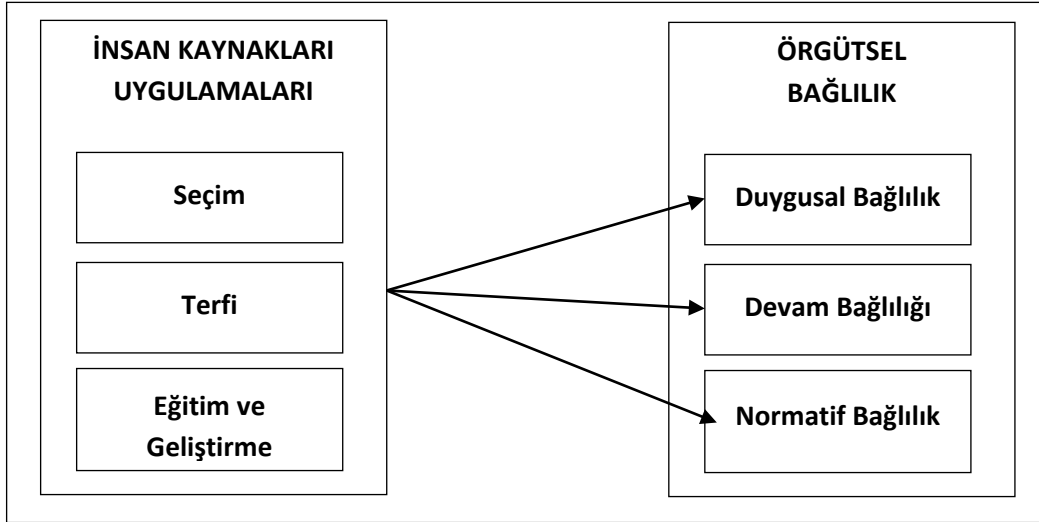 İNSAN KAYNAKLARI
UYGULAMALARI
Seçim
Terfi
Eğitim ve
Geliştirme
ÖRGÜTSEL
BAĞLILIK
Duygusal Bağlılık
Devam Bağlılığı
Normatif Bağlılık